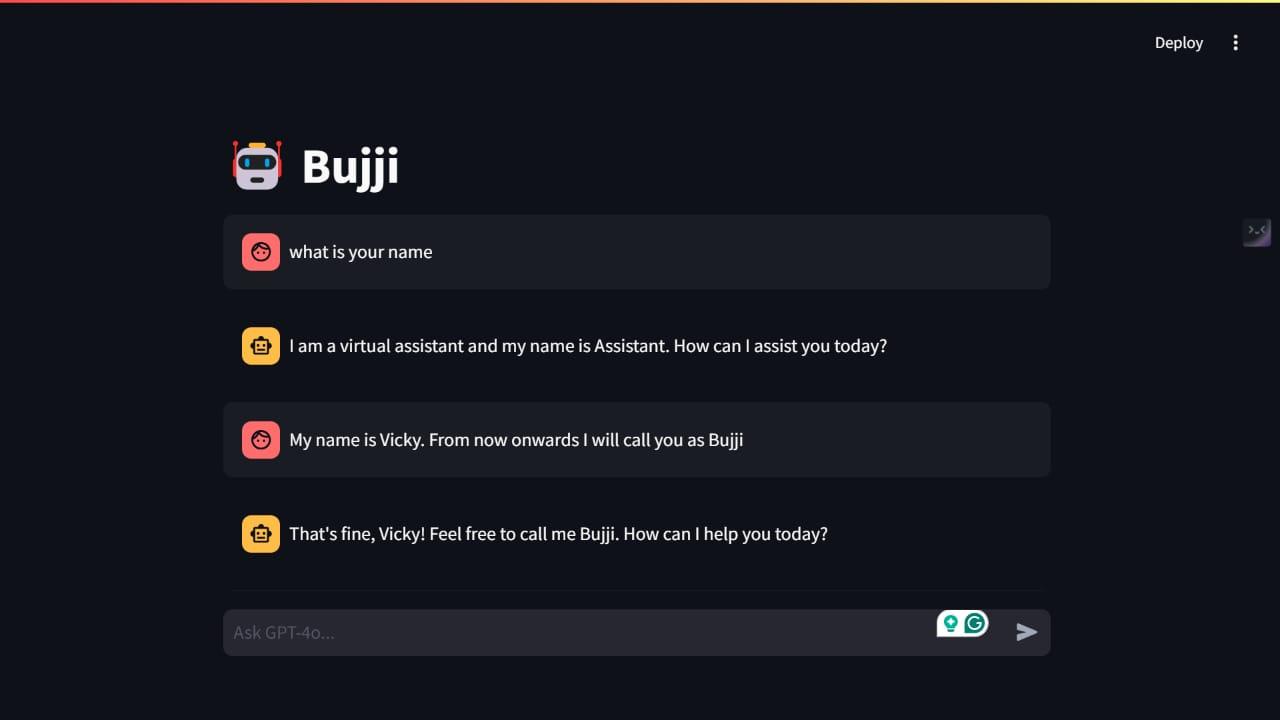 Deploy
Bujji
what is your name
I am a virtual assistant and my name is Assistant. How can I assist you today?
My name is Vicky. From now onwards I will call you as Bujji
That's fine, Vicky! Feel free to call me Bujji. How can I help you today?
Ask GPT-4o...